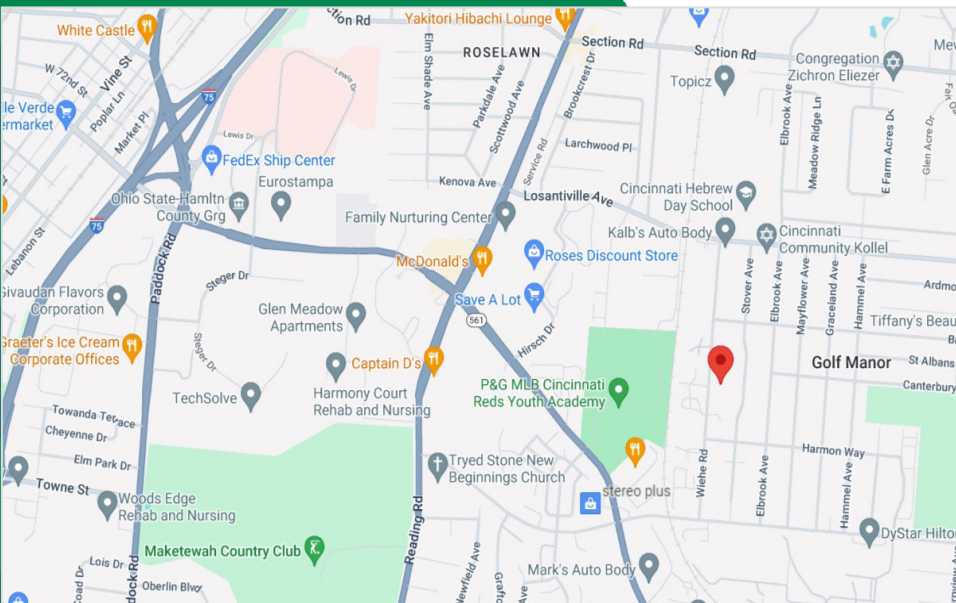 ction Rd
Yakitori Hibachi Lounge
White Castle
ROSELAWN
Section Rd
Section Rd
Congregation
Zichron Eliezer
Topicz
W 72nd St
Vine St
Poplar Ln
Market Pl
75
Elm Shade Ave
Parkdale Ave
Scottwood Ave
Brookcrest Dr
Lewis Dr
Lewis Dr
lle Verde
ermarket
Elbrook Ave
Meadow Ridge Ln
E Farm Acres Dr
Glen Acre Dr
FedEx Ship Center
Eurostampa
Service Rd
Larchwood Pl
Kenova Ave
Losantiville Ave
Ohio State-Hamltn
County Grg
Family Nurturing Center
Cincinnati Hebrew
Day School
Kalb's Auto Body
Cincinnati
Community Kollel
75
Lebanon St
Paddock Rd
McDonald's
Roses Discount Store
Steger Dr
Save A Lot
561
Givaudan Flavors
Corporation
Glen Meadow
Apartments
Hirsch Dr
Stover Ave
Elbrook Ave
Mayflower Ave
Graceland Ave
Hammel Ave
Ardmo
Tiffany's Beau
Graeter's Ice Cream
Corporate Offices
Steger Dr
Captain D's
Golf Manor
St Albans
Canterbury
TechSolve
Harmony Court
Rehab and Nursing
P&G MLB Cincinnati
Reds Youth Academy
Towanda Terrace
Cheyenne Dr
Elm Park Dr
Towne St
Woods Edge
Rehab and Nursing
Tryed Stone New
Beginnings Church
stereo plus
Harmon Way
Wiehe Rd
Elbrook Ave
Hammel Ave
Reading Rd
Maketewah Country Club
DyStar Hilto
Lois Dr
Oberlin Blvd
dock Rd
Coad Dr
Newfield Ave
Mark's Auto Body